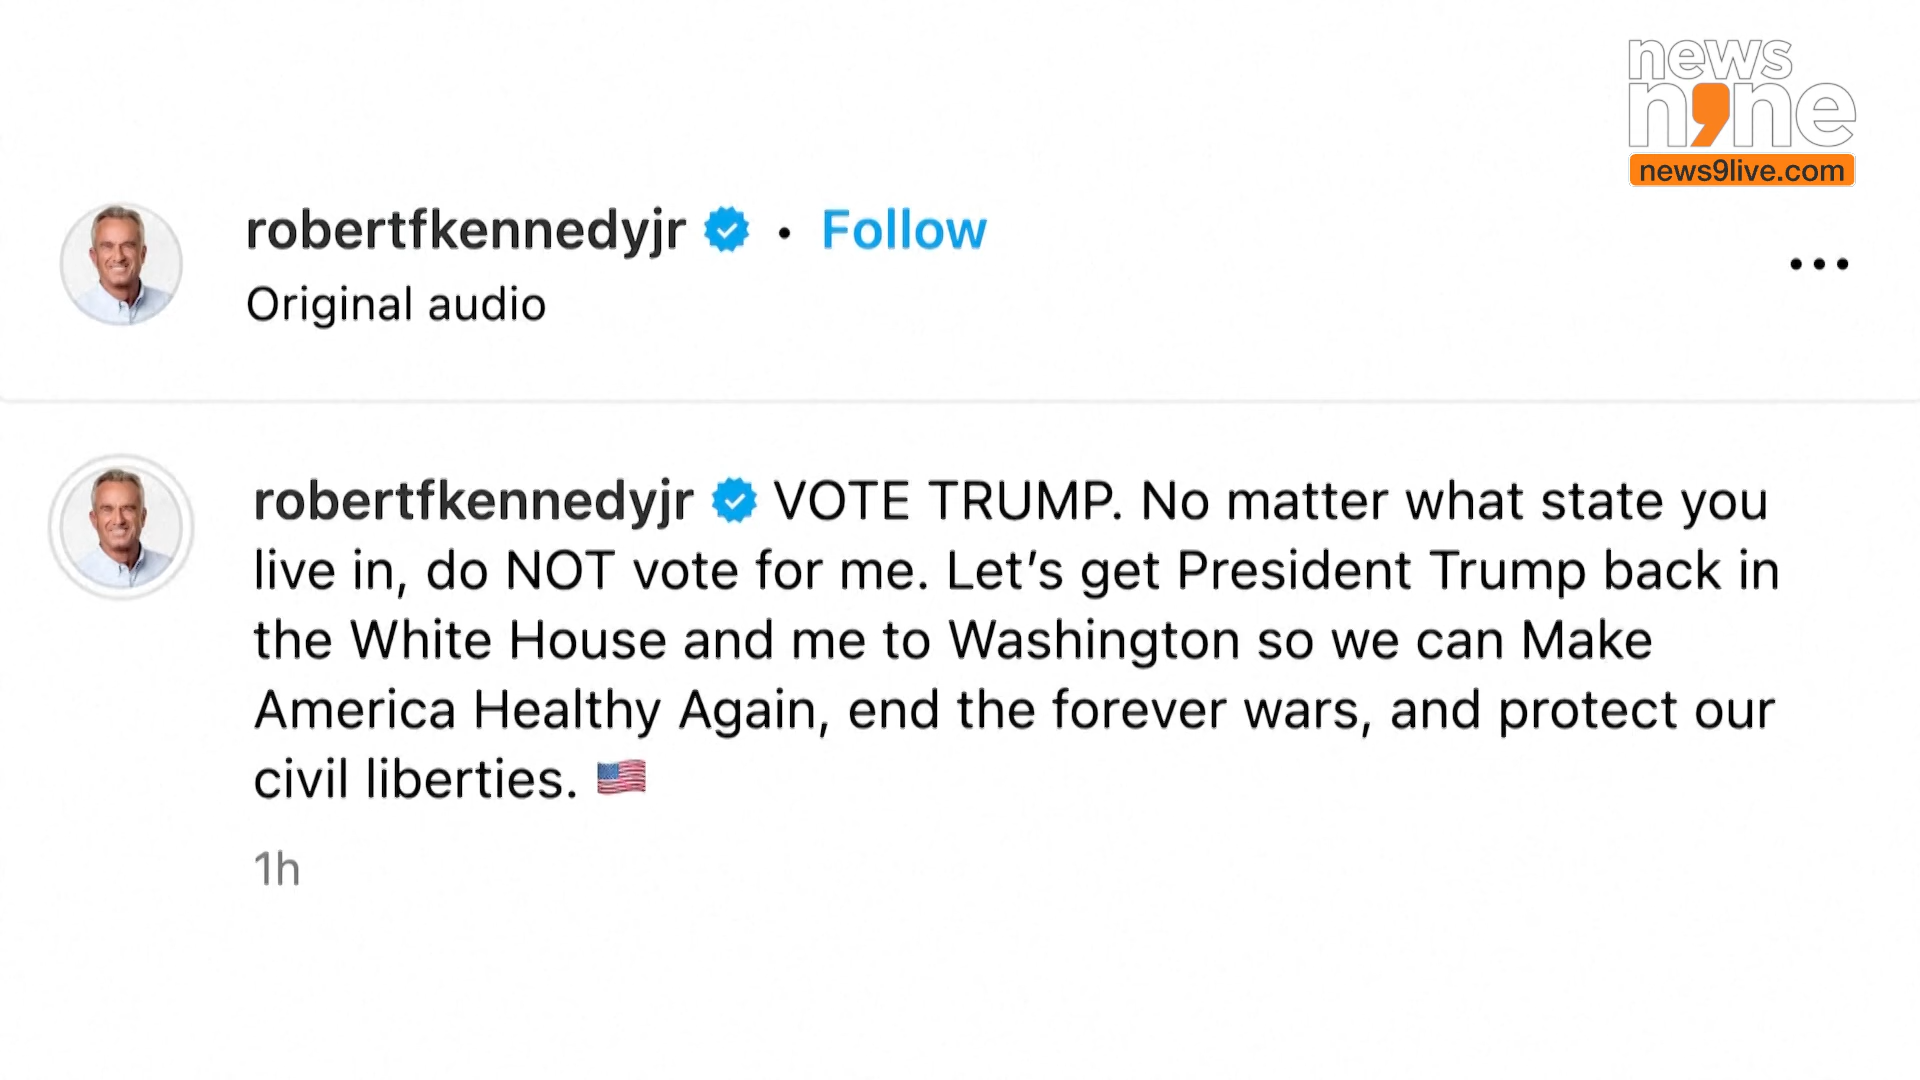 news
nine
news9live.com
robertfkennedyjr • Follow
Original audio
robertfkennedyjr VOTE TRUMP. No matter what state you
live in, do NOT vote for me. Let’s get President Trump back in
the White House and me to Washington so we can Make
America Healthy Again, end the forever wars, and protect our
civil liberties. 🇺🇸
1h